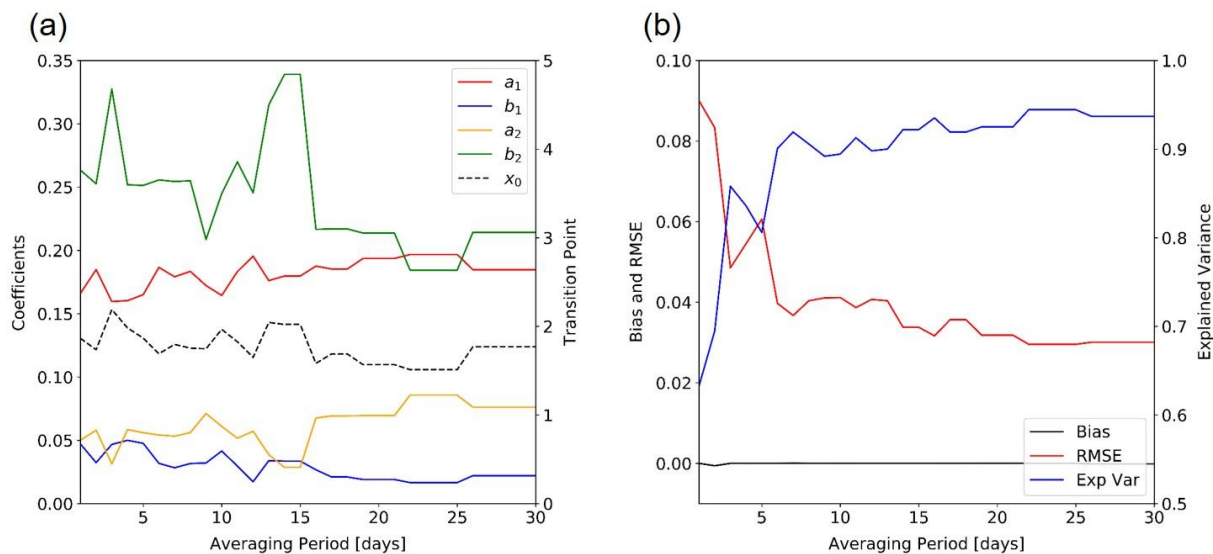 (a)
0.35
0.30
0.25
0.20
0.15
0.10
0.05
0.00
Coefficients
5
4
3
2
1
0
Transition Point
a1
b1
a2
b2
x0
5
10
15
20
25
30
Averaging Period [days]
(b)
0.10
0.08
0.06
0.04
0.02
0.00
Bias and RMSE
1.0
0.9
0.8
0.7
0.6
0.5
Explained Variance
Bias
RMSE
Exp Var
5
10
15
20
25
30
Averaging Period [days]